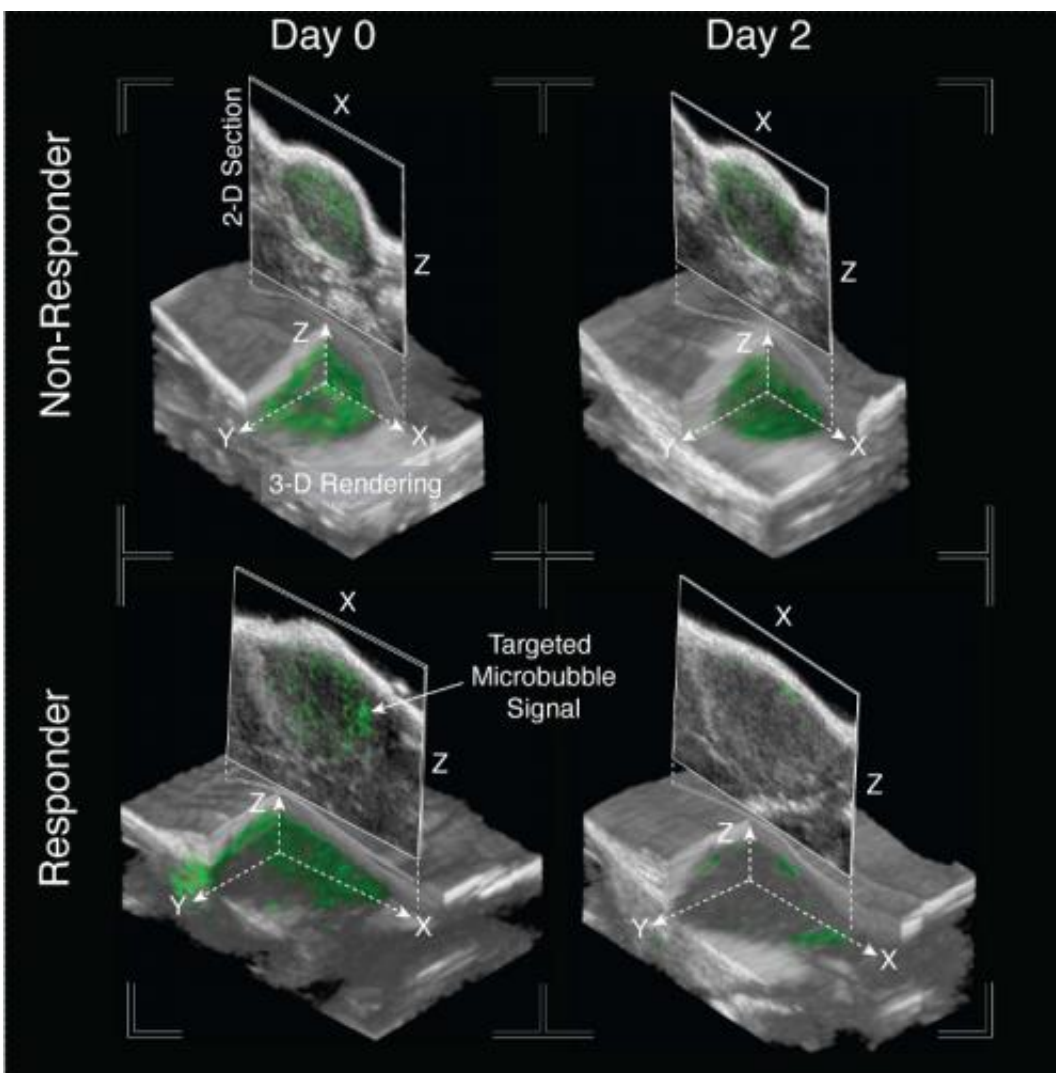 Day 0
Day 2
Non-Responder
2-D Section
X
Z
Z
Y
X
3-D Rendering
X
Z
Z
Y
X
Responder
X
Targeted
Microbubble
Signal
Z
Z
Y
X
X
Z
Z
Y
X